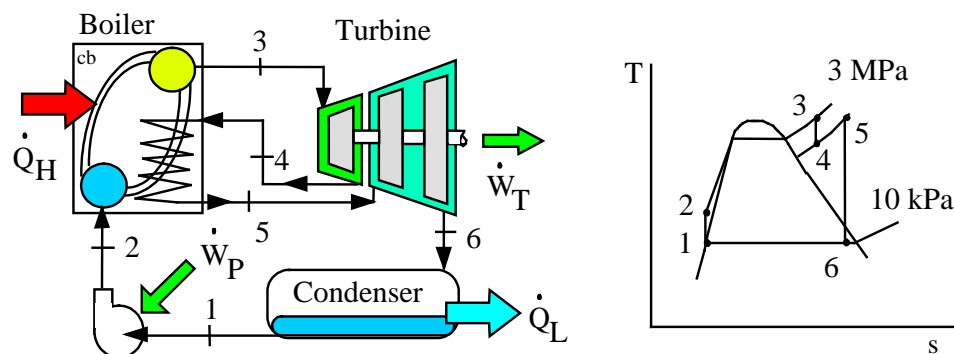 Boiler
cb
3
Turbine
Q̇H
4
ẆT
5
2
ẆP
6
1
Condenser
Q̇L
T
3 MPa
3
5
4
2
10 kPa
1
6
s